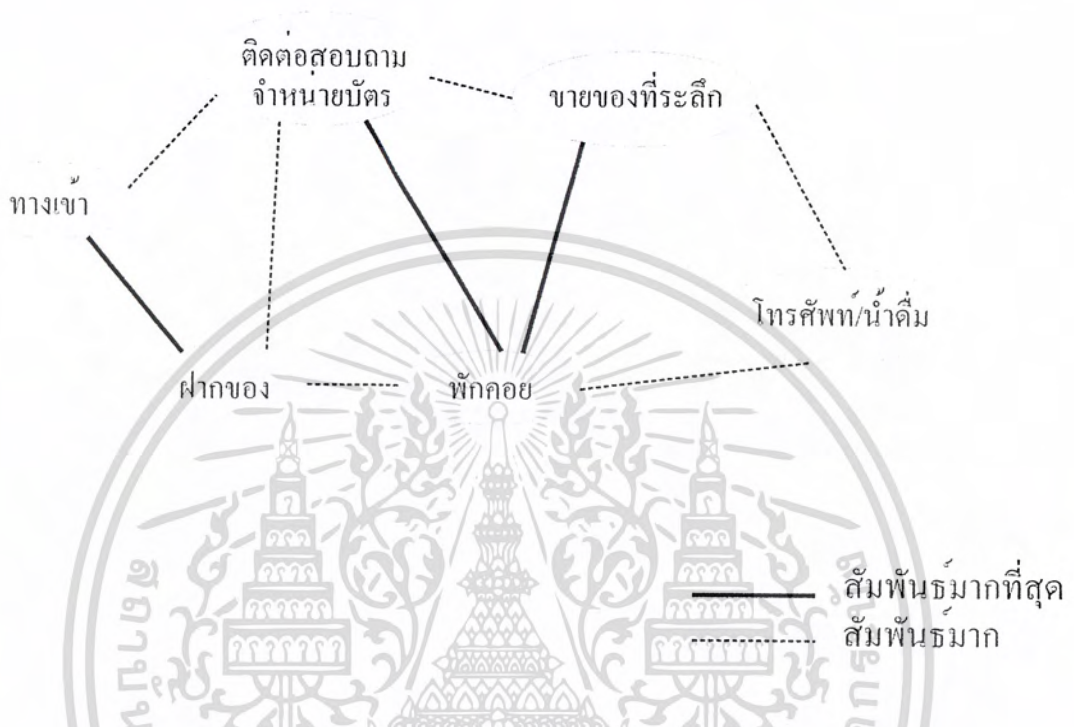 ติดต่อสอบถาม
จำหน่ายบัตร
ขายของที่ระลึก
ทางเข้า
โทรศัพท์/น้ำดื่ม
ฝากของ
พักคอย
สัมพันธ์มากที่สุด
สัมพันธ์มาก